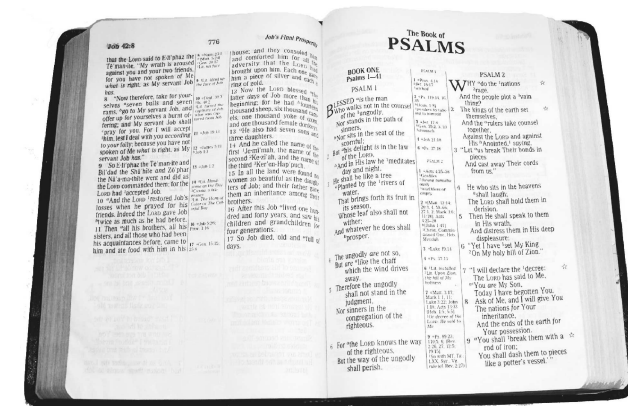 Job 42:8
776
Job's Final Prosperity
that the LORD said to Eliphaz the
Te'man-ite, "My wrath is aroused
against you and your two friends,
for you have not spoken of Me
what is right, as My servant Job
has.
8 "Now therefore, take for your-
selves seven bulls and seven
rams, go to My servant Job, and
offer up for yourselves a burnt of-
fering; and My servant Job shall
pray for you. For I will accept
him, lest I deal with you according
to your folly; because you have not
spoken of Me what is right, as My
servant Job has."
9 So El'i-phaz the Te'man-ite and
Bil'dad the Shu'hite and Zo'phar
the Na'a-ma-thite went and did as
the LORD commanded them; for the
LORD had accepted Job.
10 And the LORD restored Job's
losses when he prayed for his
friends. Indeed the LORD gave Job
twice as much as he had before.
11 Then all his brothers, all his
sisters, and all those who had been
his acquaintances before, came to
him and ate food with him in his
house; and they consoled him
and comforted him for all the
adversity that the LORD had
brought upon him. Each one gave
him a piece of silver and each a
ring of gold.
12 Now the LORD blessed the
latter days of Job more than his
beginning; for he had fourteen
thousand sheep, six thousand cam-
els, one thousand yoke of oxen,
and one thousand female donkeys.
13 He also had seven sons and
three daughters.
14 And he called the name of the
first Je-mi'mah, the name of the
second Ke-zi'ah, and the name of
the third Ker'en-Hap'puch.
15 In all the land were found no
women so beautiful as the daugh-
ters of Job; and their father gave
them an inheritance among their
brothers.
16 After this Job lived one hun-
dred and forty years, and saw his
children and grandchildren for
four generations.
17 So Job died, old and full of
days.
The Book of
PSALMS
BOOK ONE
Psalms 1—41
PSALM 1
BLESSED is the man
Who walks not in the counsel
of the ungodly,
Nor stands in the path of
sinners,
Nor sits in the seat of the
scornful;
2 But his delight is in the law
of the LORD,
And in His law he meditates
day and night.
3 He shall be like a tree
Planted by the rivers of
water,
That brings forth its fruit in
its season,
Whose leaf also shall not
wither;
And whatever he does shall
prosper.
4 The ungodly are not so,
But are like the chaff
which the wind drives
away.
5 Therefore the ungodly
shall not stand in the
judgment,
Nor sinners in the
congregation of the
righteous.
6 For the LORD knows the way
of the righteous,
But the way of the ungodly
shall perish.
PSALM 2
WHY do the nations
rage,
And the people plot a vain
thing?
2 The kings of the earth set
themselves,
And the rulers take counsel
together,
Against the LORD and against
His Anointed, saying,
3 "Let us break Their bonds in
pieces
And cast away Their cords
from us."
4 He who sits in the heavens
shall laugh;
The LORD shall hold them in
derision.
5 Then He shall speak to them
in His wrath,
And distress them in His deep
displeasure:
6 "Yet I have set My King
On My holy hill of Zion."
7 "I will declare the decree:
The LORD has said to Me,
'You are My Son,
Today I have begotten You.
8 Ask of Me, and I will give You
The nations for Your
inheritance,
And the ends of the earth for
Your possession.
9 You shall break them with a
rod of iron;
You shall dash them to pieces
like a potter's vessel.'"